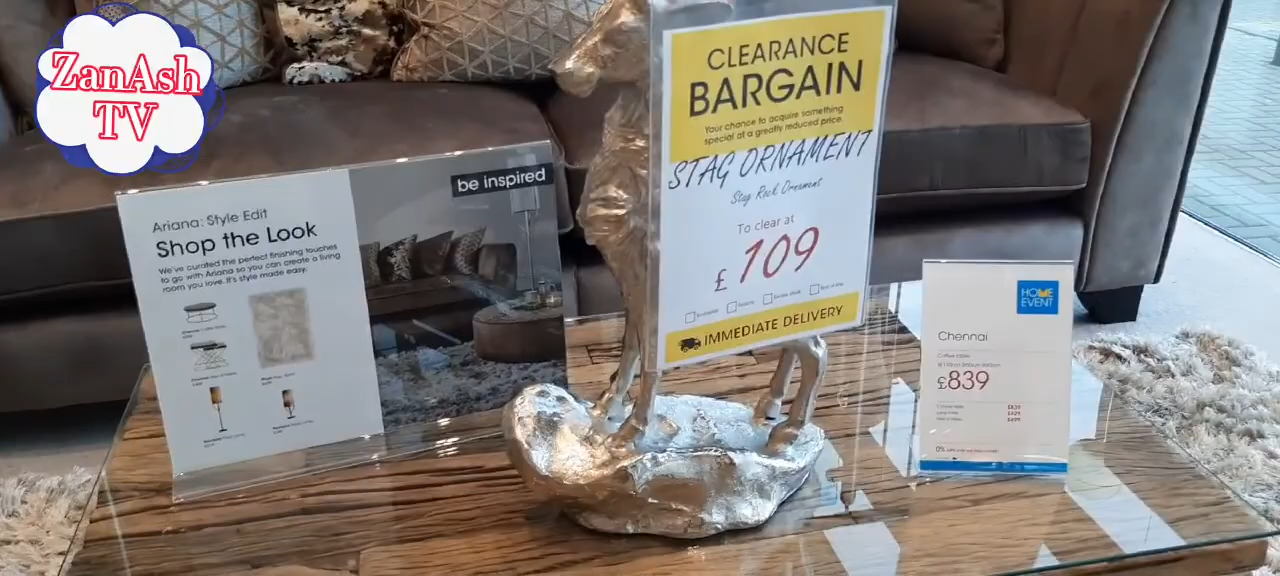 ZanAsh
TV
be inspired
Ariana: Style Edit
Shop the Look
We've curated the perfect finishing touches
to go with Ariana so you can create a living
room you love. It's style made easy.
CLEARANCE
BARGAIN
Your chance to acquire something
special at a greatly reduced price.
STAG ORNAMENT
Stag Rock Ornament
To clear at
£109
IMMEDIATE DELIVERY
HOME
EVENT
Chennai
Coffee table
£839
0%